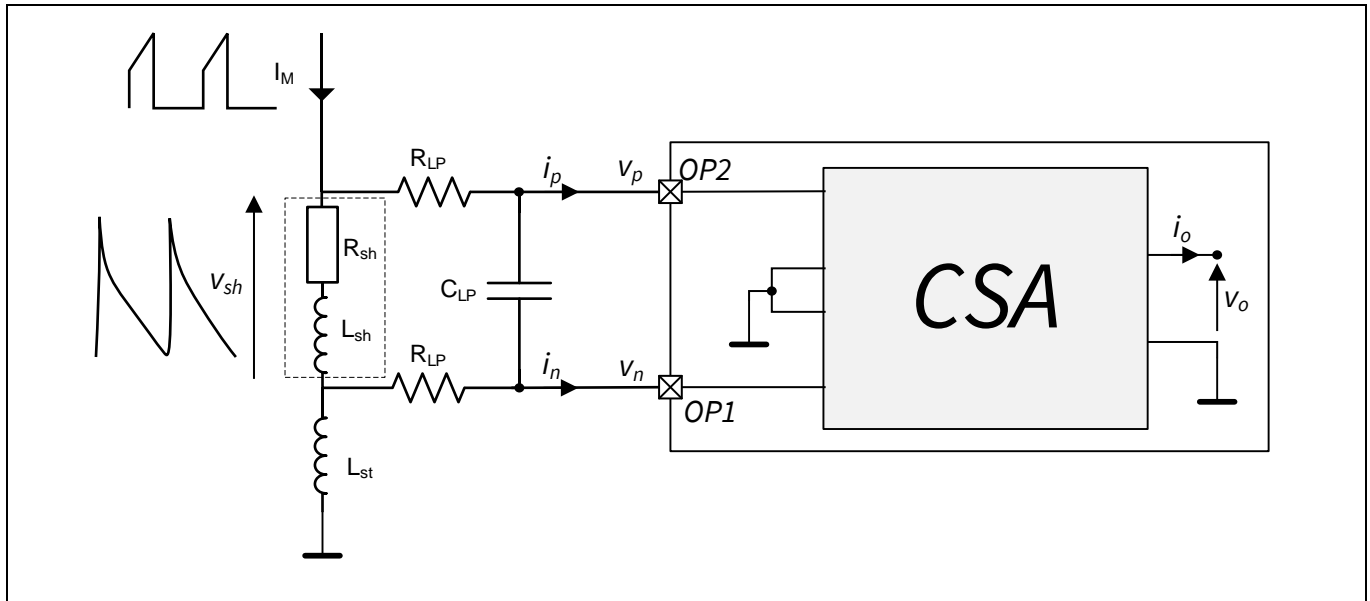 I_M
R_LP
i_p
v_p
OP2
R_sh
v_sh
L_sh
C_LP
CSA
i_o
v_o
R_LP
i_n
v_n
OP1
L_st